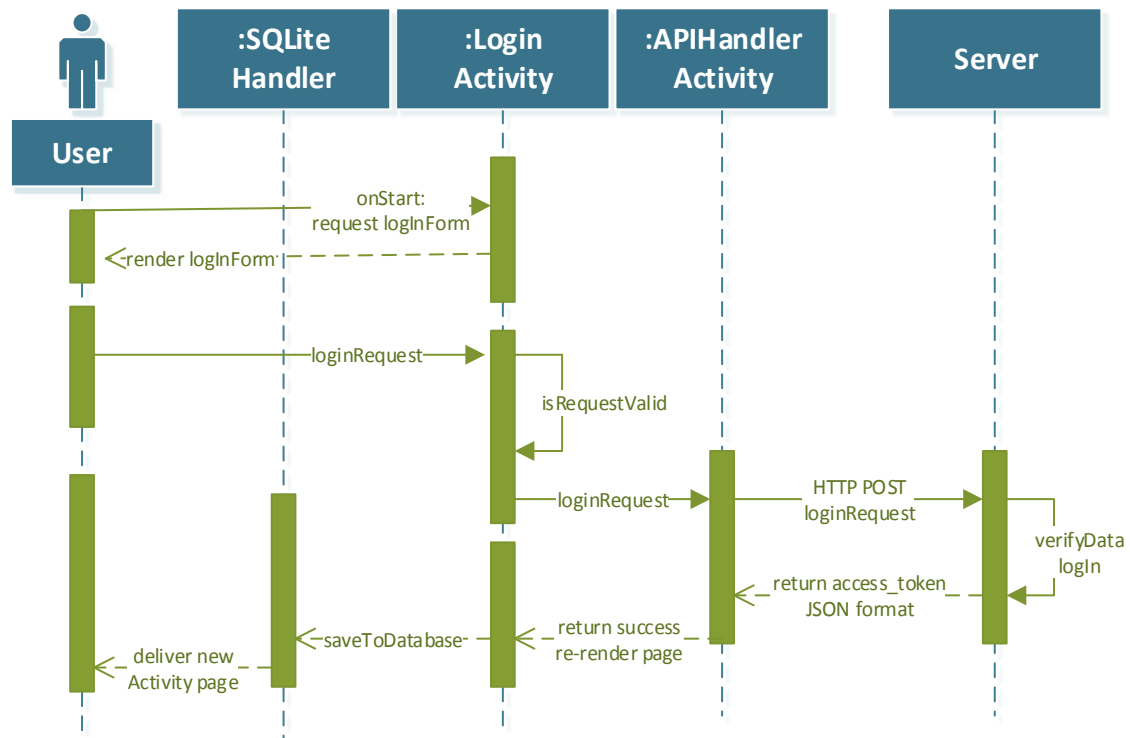 :SQLite
Handler
:Login
Activity
:APIHandler
Activity
Server
User
onStart:
request logInForm
render logInForm
loginRequest
isRequestValid
loginRequest
HTTP POST
loginRequest
verifyData
logIn
return access_token
JSON format
return success
re-render page
saveToDatabase
deliver new
Activity page